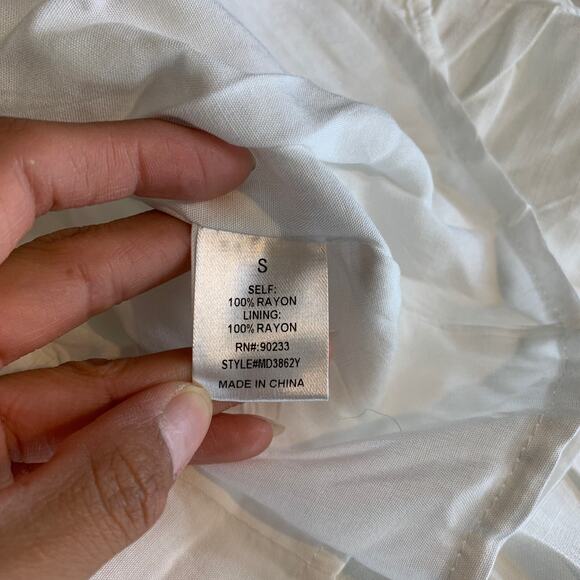 S
SELF:
100% RAYON
LINING:
100% RAYON
RN#:90233
STYLE#MD3862Y
MADE IN CHINA